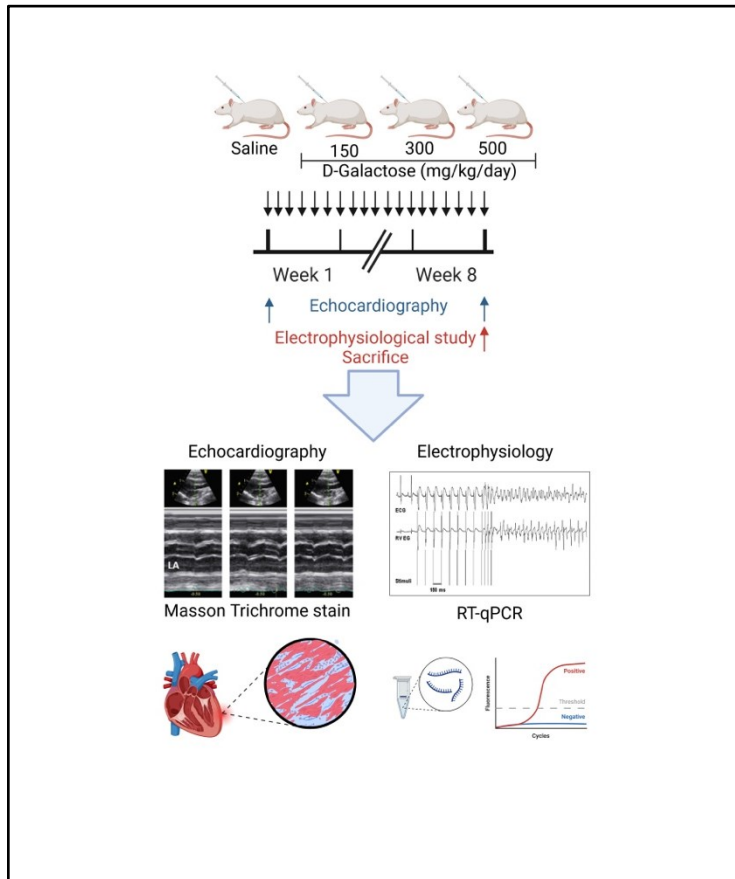 Saline
150 300 500
D-Galactose (mg/kg/day)
Week 1 Week 8
Echocardiography
Electrophysiological study
Sacrifice
Echocardiography Electrophysiology
ECG
RV EG
LA
Stimuli
100 ms
Masson Trichrome stain RT-qPCR
Positive
Threshold
Negative
Fluorescence
Cycles